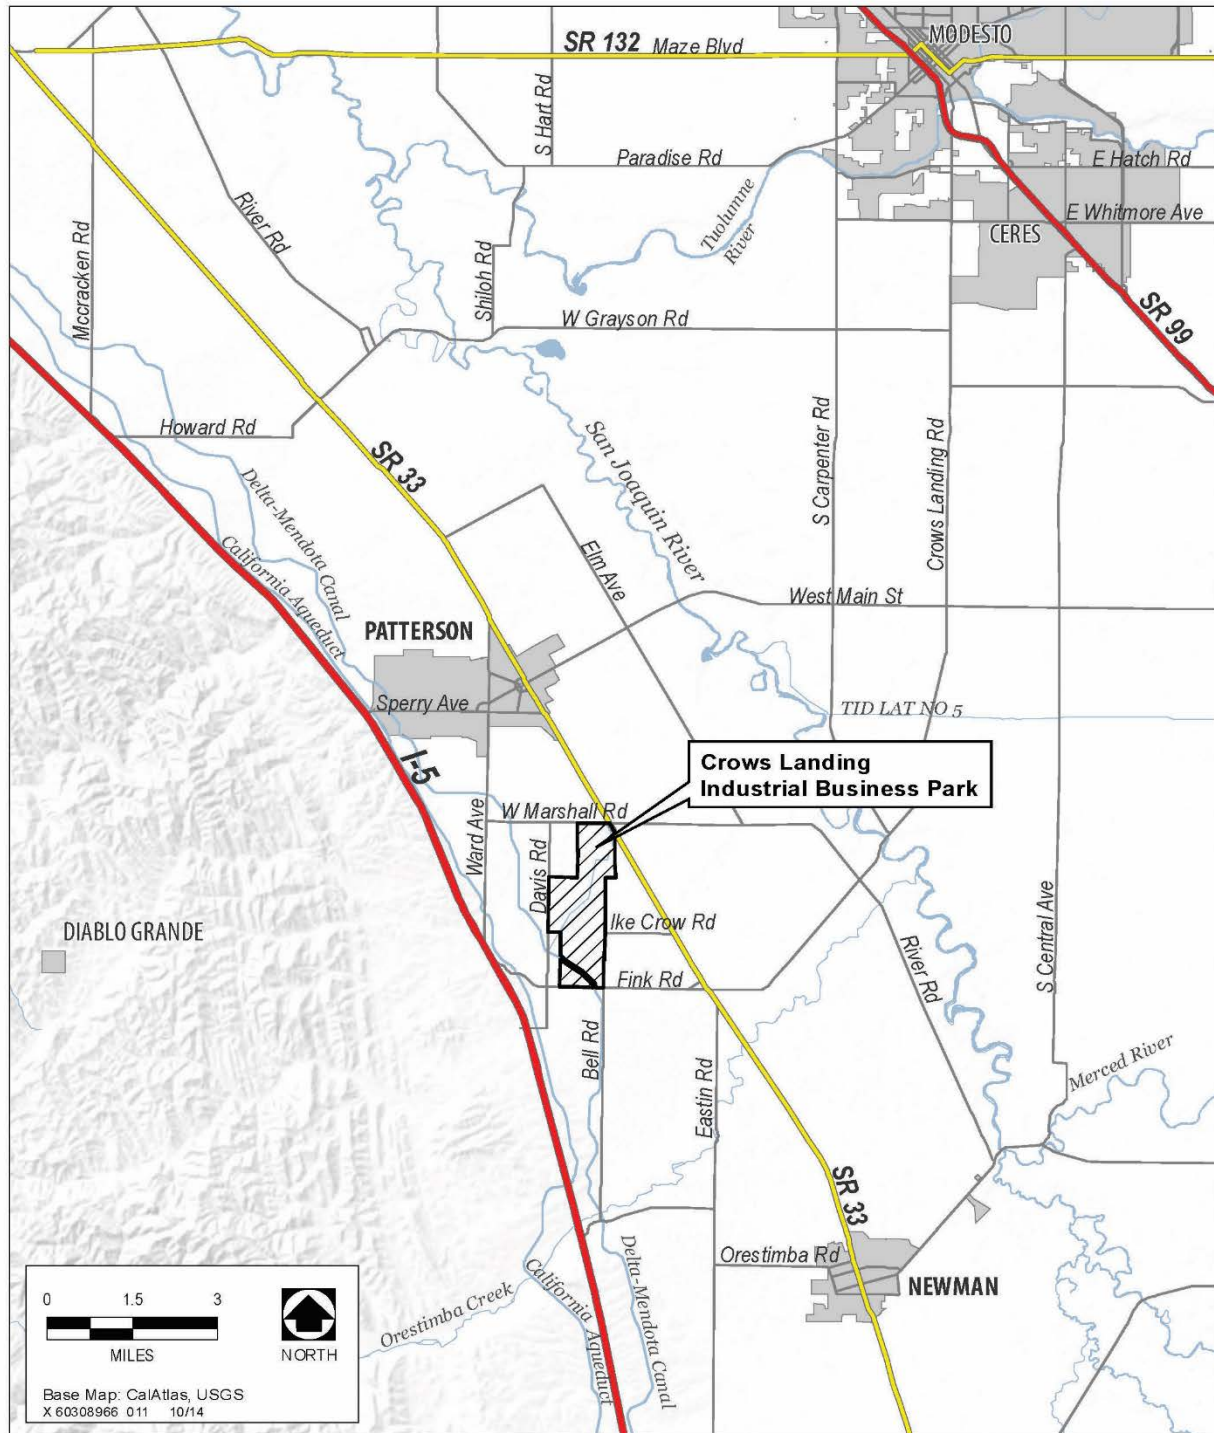 MODESTO
SR 132 Maze Blvd
S Hart Rd
Paradise Rd
E Hatch Rd
River Rd
Tuolumne
River
E Whitmore Ave
CERES
Mccracken Rd
Shiloh Rd
W Grayson Rd
SR 99
Howard Rd
SR 33
San Joaquin River
S Carpenter Rd
Crows Landing Rd
Delta-Mendota Canal
California Aqueduct
Elm Ave
West Main St
PATTERSON
Sperry Ave
TID LAT NO 5
I-5
Crows Landing
Industrial Business Park
W Marshall Rd
Ward Ave
Davis Rd
Ike Crow Rd
DIABLO GRANDE
River Rd
S Central Ave
Fink Rd
Bell Rd
Eastin Rd
Merced River
SR 33
Orestimba Rd
NEWMAN
Orestimba Creek
California Aqueduct
Delta-Mendota Canal
0 1.5 3
MILES
NORTH
Base Map: CalAtlas, USGS
X 60308966 011 10/14